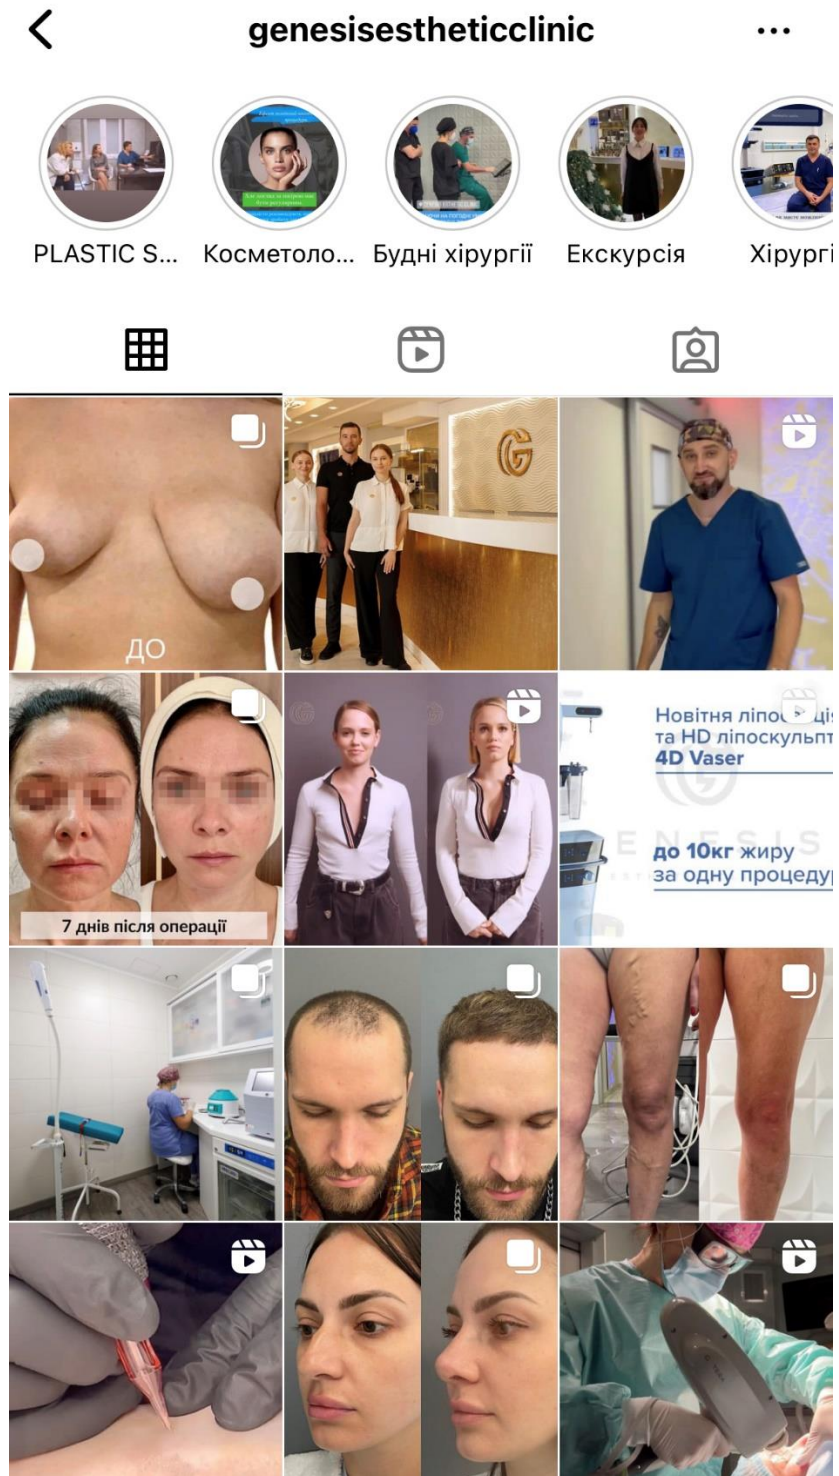 genesisestheticclinic
PLASTIC S...
Косметоло...
Будні хірургії
Екскурсія
Хірургі
ДО
7 днів після операції
Новітня
та HD ліпоскульпт
4D Vaser
ENESIS
до 10кг жиру
за одну процедур